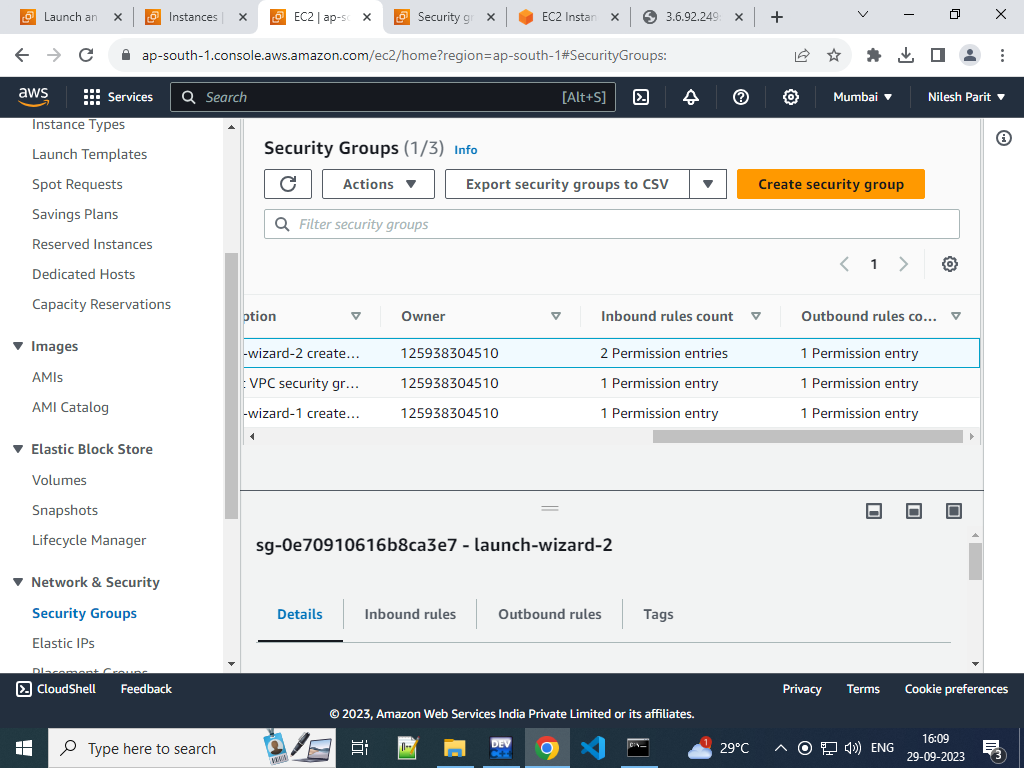 Launch an
Instances |
EC2 | ap-so
Security gr
EC2 Instan
3.6.92.249
ap-south-1.console.aws.amazon.com/ec2/home?region=ap-south-1#SecurityGroups:
aws
Services
Search
[Alt+S]
Mumbai
Nilesh Parit
Instance Types
Launch Templates
Spot Requests
Savings Plans
Reserved Instances
Dedicated Hosts
Capacity Reservations
Images
AMIs
AMI Catalog
Elastic Block Store
Volumes
Snapshots
Lifecycle Manager
Network & Security
Security Groups
Elastic IPs
Placement Groups
Security Groups (1/3) Info
Actions
Export security groups to CSV
Create security group
Filter security groups
1
ption Owner Inbound rules count Outbound rules co...
-wizard-2 create... 125938304510 2 Permission entries 1 Permission entry
t VPC security gr... 125938304510 1 Permission entry 1 Permission entry
-wizard-1 create... 125938304510 1 Permission entry 1 Permission entry
sg-0e70910616b8ca3e7 - launch-wizard-2
Details Inbound rules Outbound rules Tags
CloudShell Feedback Privacy Terms Cookie preferences
© 2023, Amazon Web Services India Private Limited or its affiliates.
Type here to search
DEV
1
29°C
ENG
16:09
29-09-2023
3